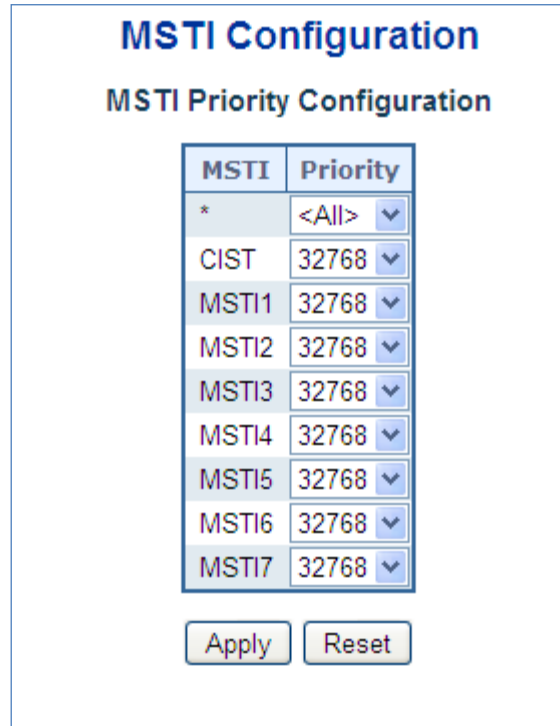 MSTI Configuration
MSTI Priority Configuration
MSTI Priority
* <All>
CIST 32768
MSTI1 32768
MSTI2 32768
MSTI3 32768
MSTI4 32768
MSTI5 32768
MSTI6 32768
MSTI7 32768
Apply Reset